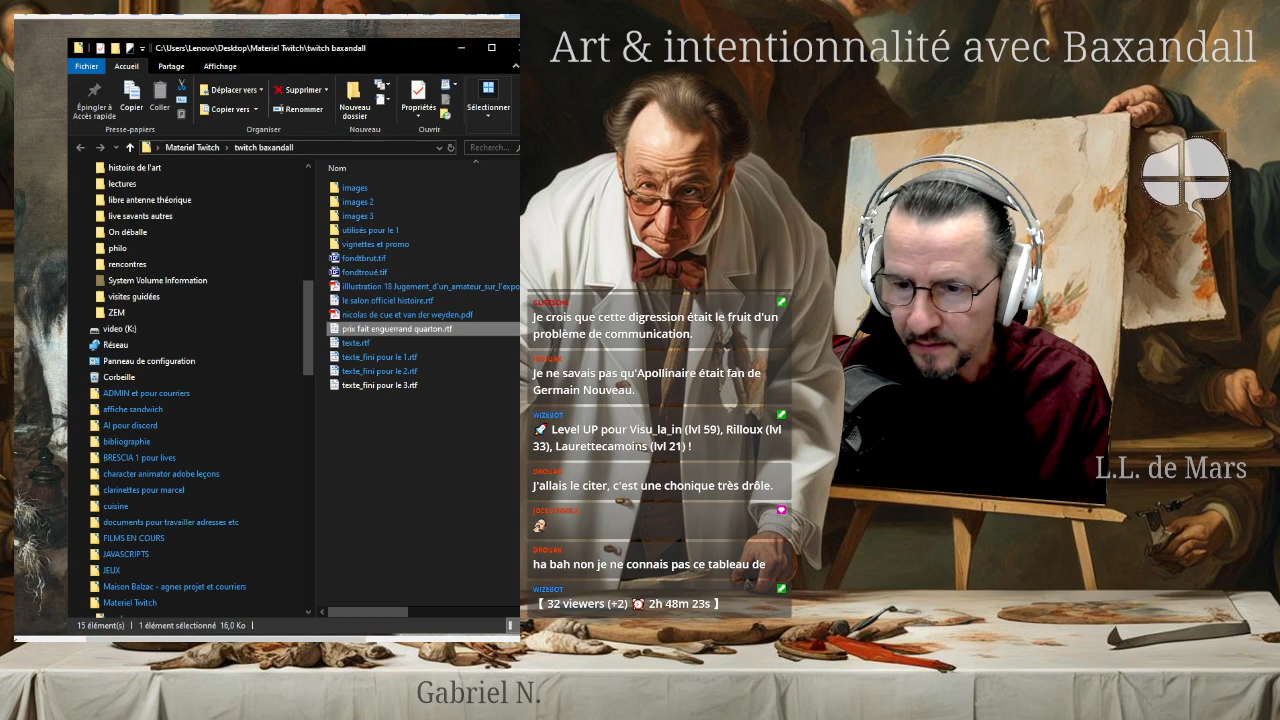 Art & intentionnalité avec Baxandall
C:\Users\Lenovo\Desktop\Materiel Twitch\twitch baxandall
Fichier
Accueil
Partage
Affichage
Épingler à
Accès rapide
Copier
Coller
Presse-papiers
Déplacer vers
Copier vers
Supprimer
Renommer
Organiser
Nouveau
dossier
Nouveau
Propriétés
Ouvrir
Sélectionner
Materiel Twitch › twitch baxandall
Recherch...
histoire de l'art
lectures
libre antenne théorique
live savants autres
On déballe
philo
rencontres
System Volume Information
visites guidées
ZEM
video (K:)
Réseau
Panneau de configuration
Corbeille
ADMIN et pour courriers
affiche sandwich
AI pour discord
bibliographie
BRESCIA 1 pour lives
character animator adobe leçons
clarinettes pour marcel
cuisine
documents pour travailler adresses etc
FILMS EN COURS
JAVASCRIPTS
JEUX
Maison Balzac - agnes projet et courriers
Materiel Twitch
Nom
images
images 2
images 3
utilisés pour le 1
vignettes et promo
fondtbrut.tif
fondtroué.tif
illlustration 18 Jugement_d'un_amateur_sur_l'expo
le salon officiel histoire.rtf
nicolas de cue et van der weyden.pdf
prix fait enguerrand quarton.rtf
texte.rtf
texte_fini pour le 1.rtf
texte_fini pour le 2.rtf
texte_fini pour le 3.rtf
15 élément(s)
1 élément sélectionné 16,0 Ko
Je crois que cette digression était le fruit d'un
problème de communication.
DROUAR
Je ne savais pas qu'Apollinaire était fan de
Germain Nouveau.
WIZEBOT
🚀 Level UP pour Visu_la_in (lvl 59), Rilloux (lvl
33), Laurettecamoins (lvl 21) !
DROUAR
J'allais le citer, c'est une chonique très drôle.
DROUAR
ha bah non je ne connais pas ce tableau de
WIZEBOT
【 32 viewers (+2) ⏰ 2h 48m 23s 】
L.L. de Mars
Gabriel N.